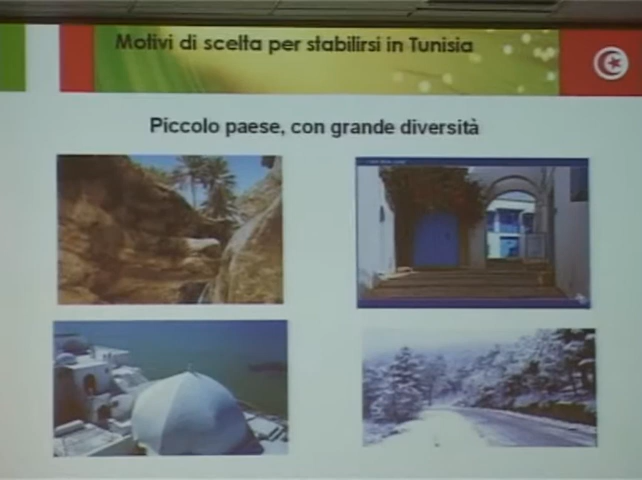 Motivi di scelta per stabilirsi in Tunisia
Piccolo paese, con grande diversità